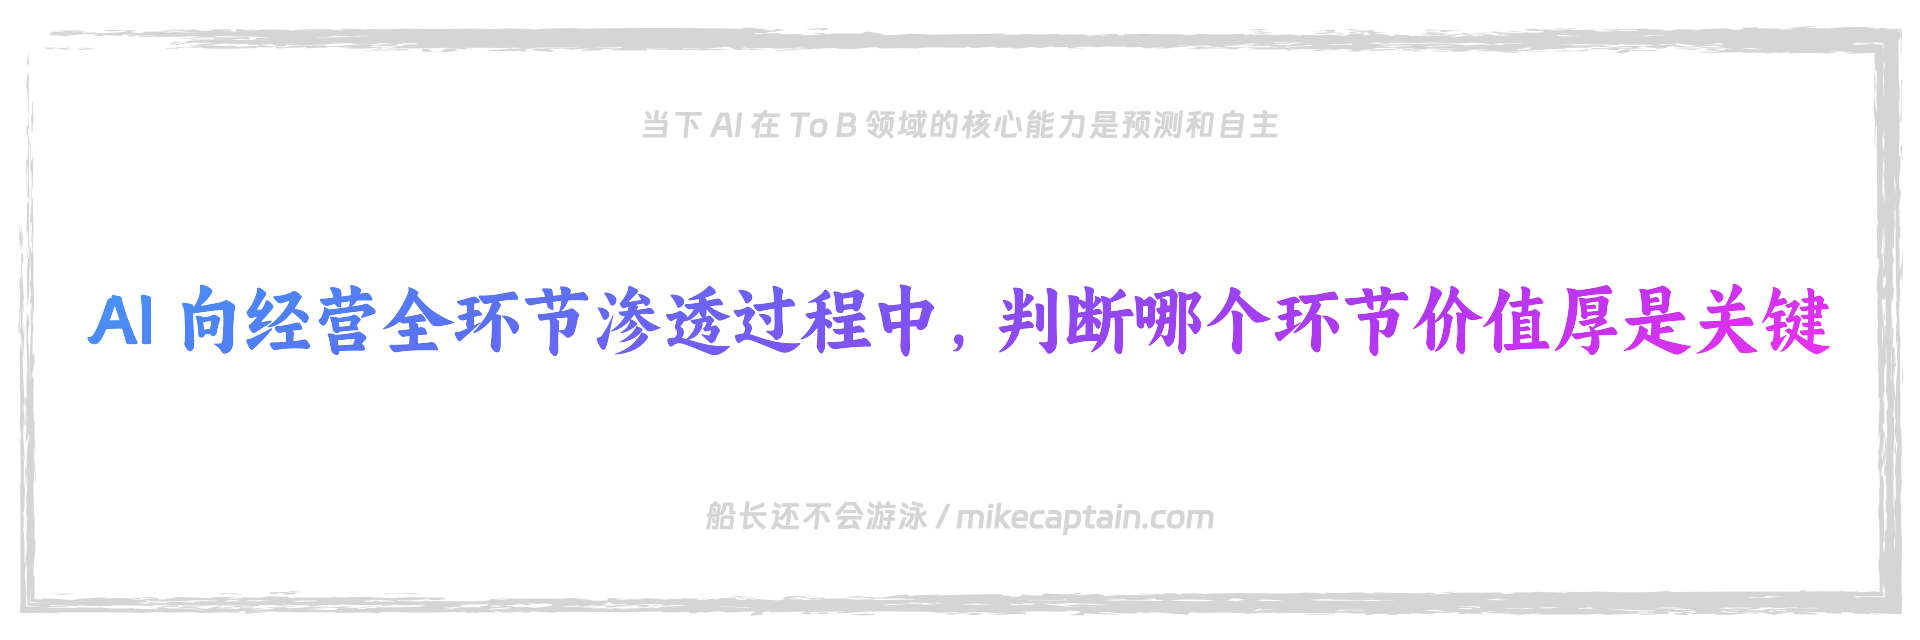 当下 AI 在 To B 领域的核心能力是预测和自主
AI 向经营全环节渗透过程中，判断哪个环节价值厚是关键
船长还不会游泳 / mikecaptain.com